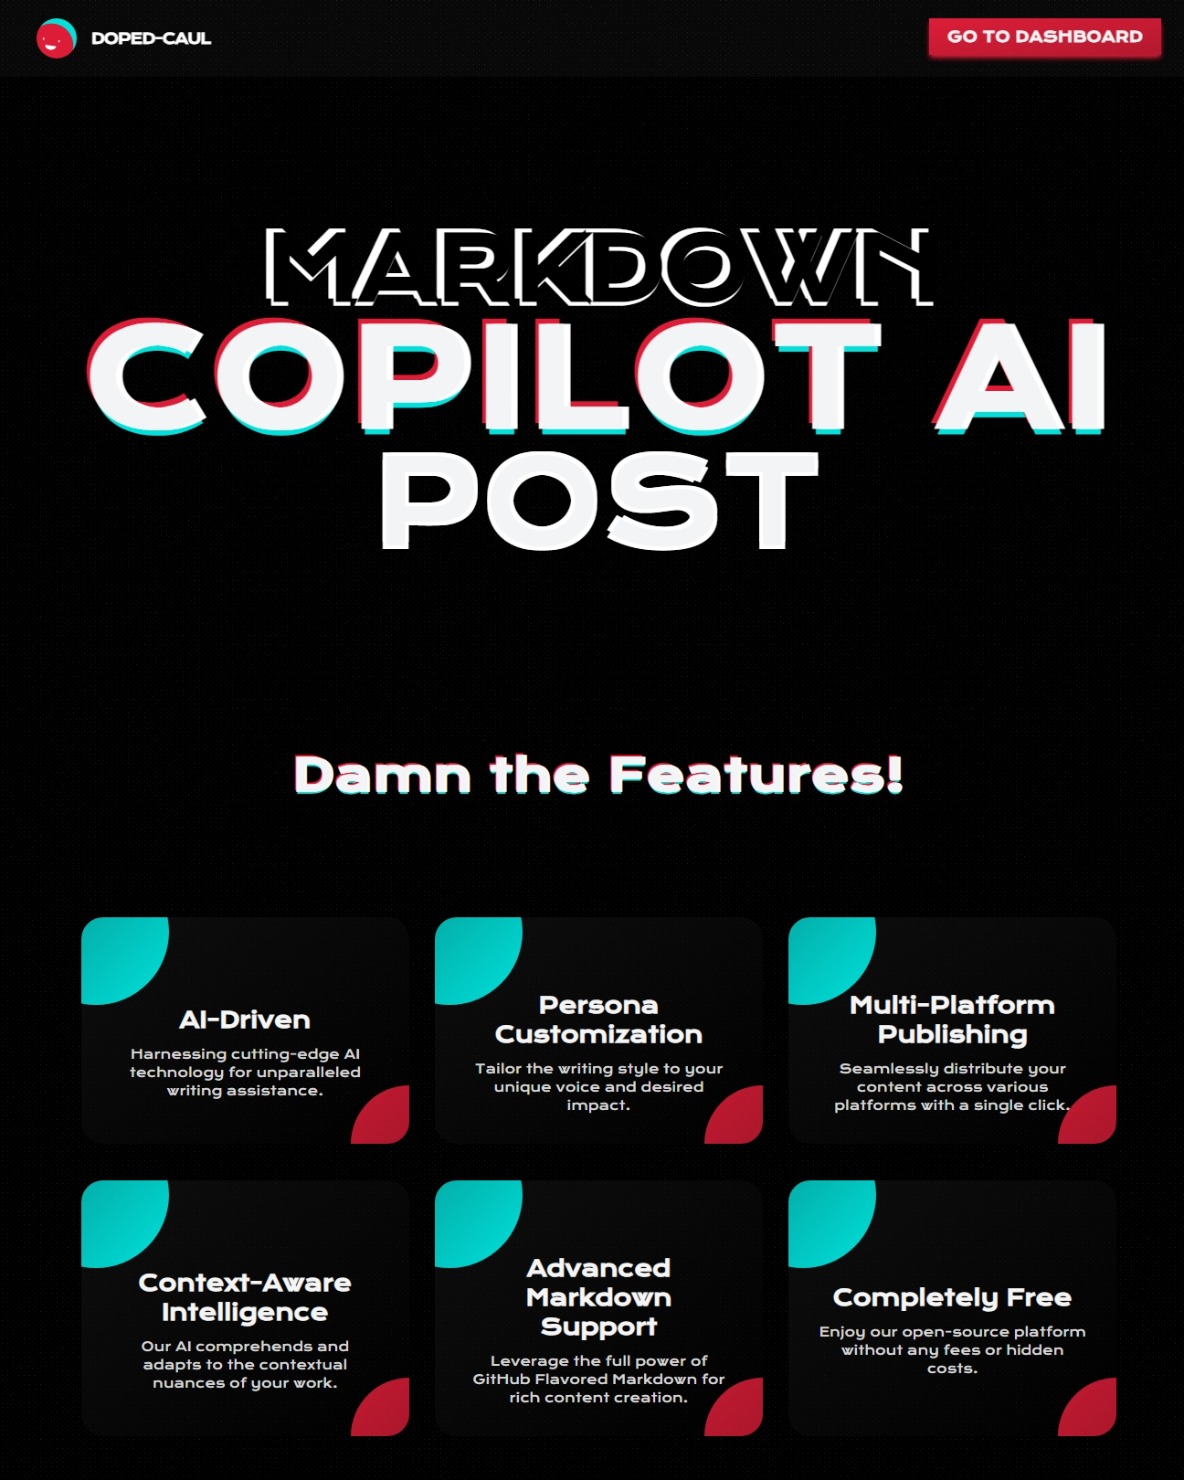 DOPED-CAUL
GO TO DASHBOARD
MARKDOWN
COPILOT AI
POST
Damn the Features!
AI-Driven
Harnessing cutting-edge AI
technology for unparalleled
writing assistance.
Persona
Customization
Tailor the writing style to your
unique voice and desired
impact.
Multi-Platform
Publishing
Seamlessly distribute your
content across various
platforms with a single click.
Context-Aware
Intelligence
Our AI comprehends and
adapts to the contextual
nuances of your work.
Advanced
Markdown
Support
Leverage the full power of
GitHub Flavored Markdown for
rich content creation.
Completely Free
Enjoy our open-source platform
without any fees or hidden
costs.